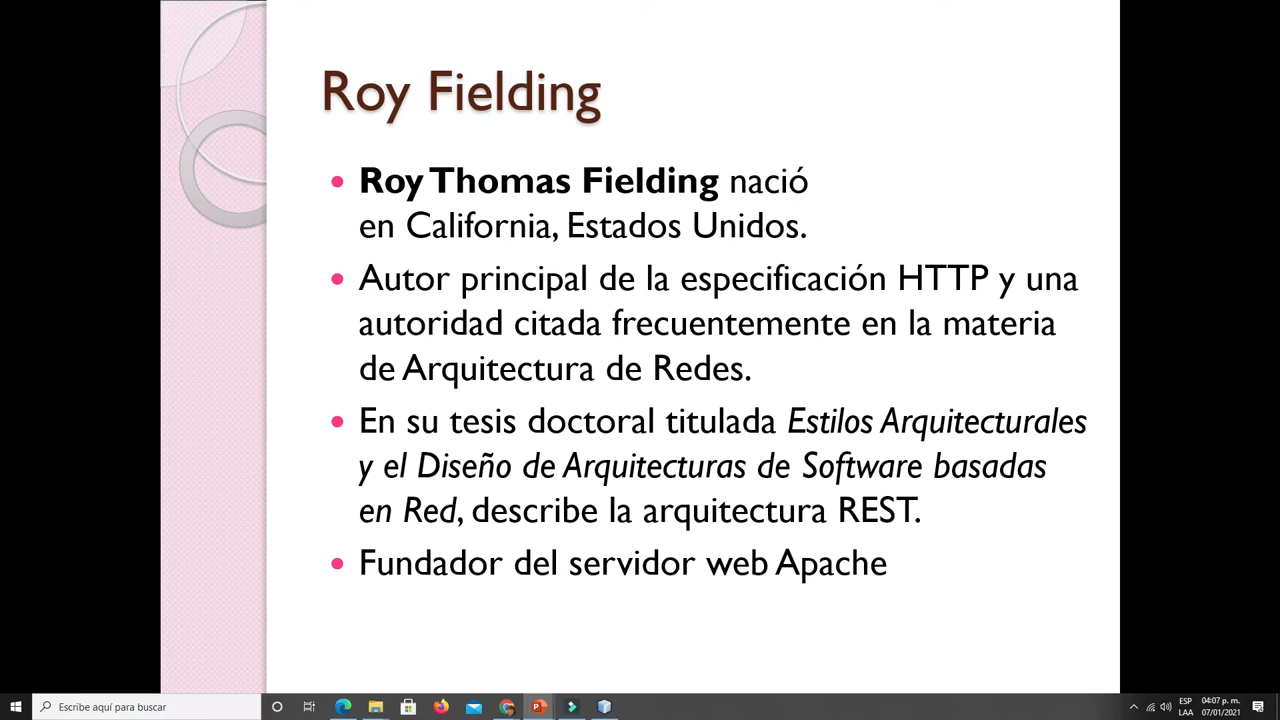 Roy Fielding
Roy Thomas Fielding nació
en California, Estados Unidos.
Autor principal de la especificación HTTP y una
autoridad citada frecuentemente en la materia
de Arquitectura de Redes.
En su tesis doctoral titulada Estilos Arquitecturales
y el Diseño de Arquitecturas de Software basadas
en Red, describe la arquitectura REST.
Fundador del servidor web Apache
Escribe aquí para buscar
ESP
LAA
04:07 p. m.
07/01/2021